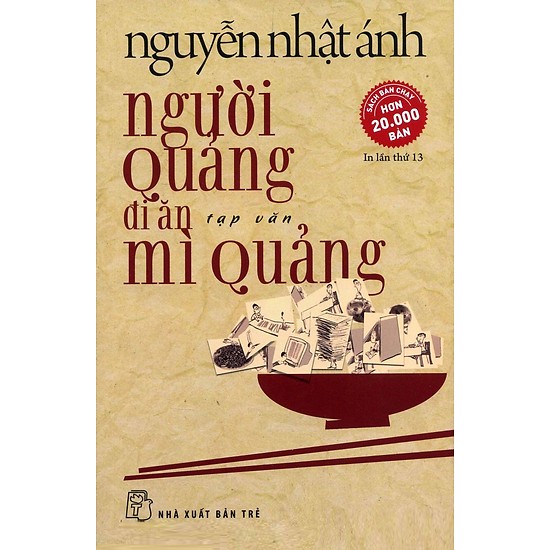 nguyễn nhật ánh
SÁCH BÁN CHẠY
HƠN
20.000
BẢN
In lần thứ 13
người
Quảng
đi ăn
tạp văn
mì Quảng
NHÀ XUẤT BẢN TRẺ